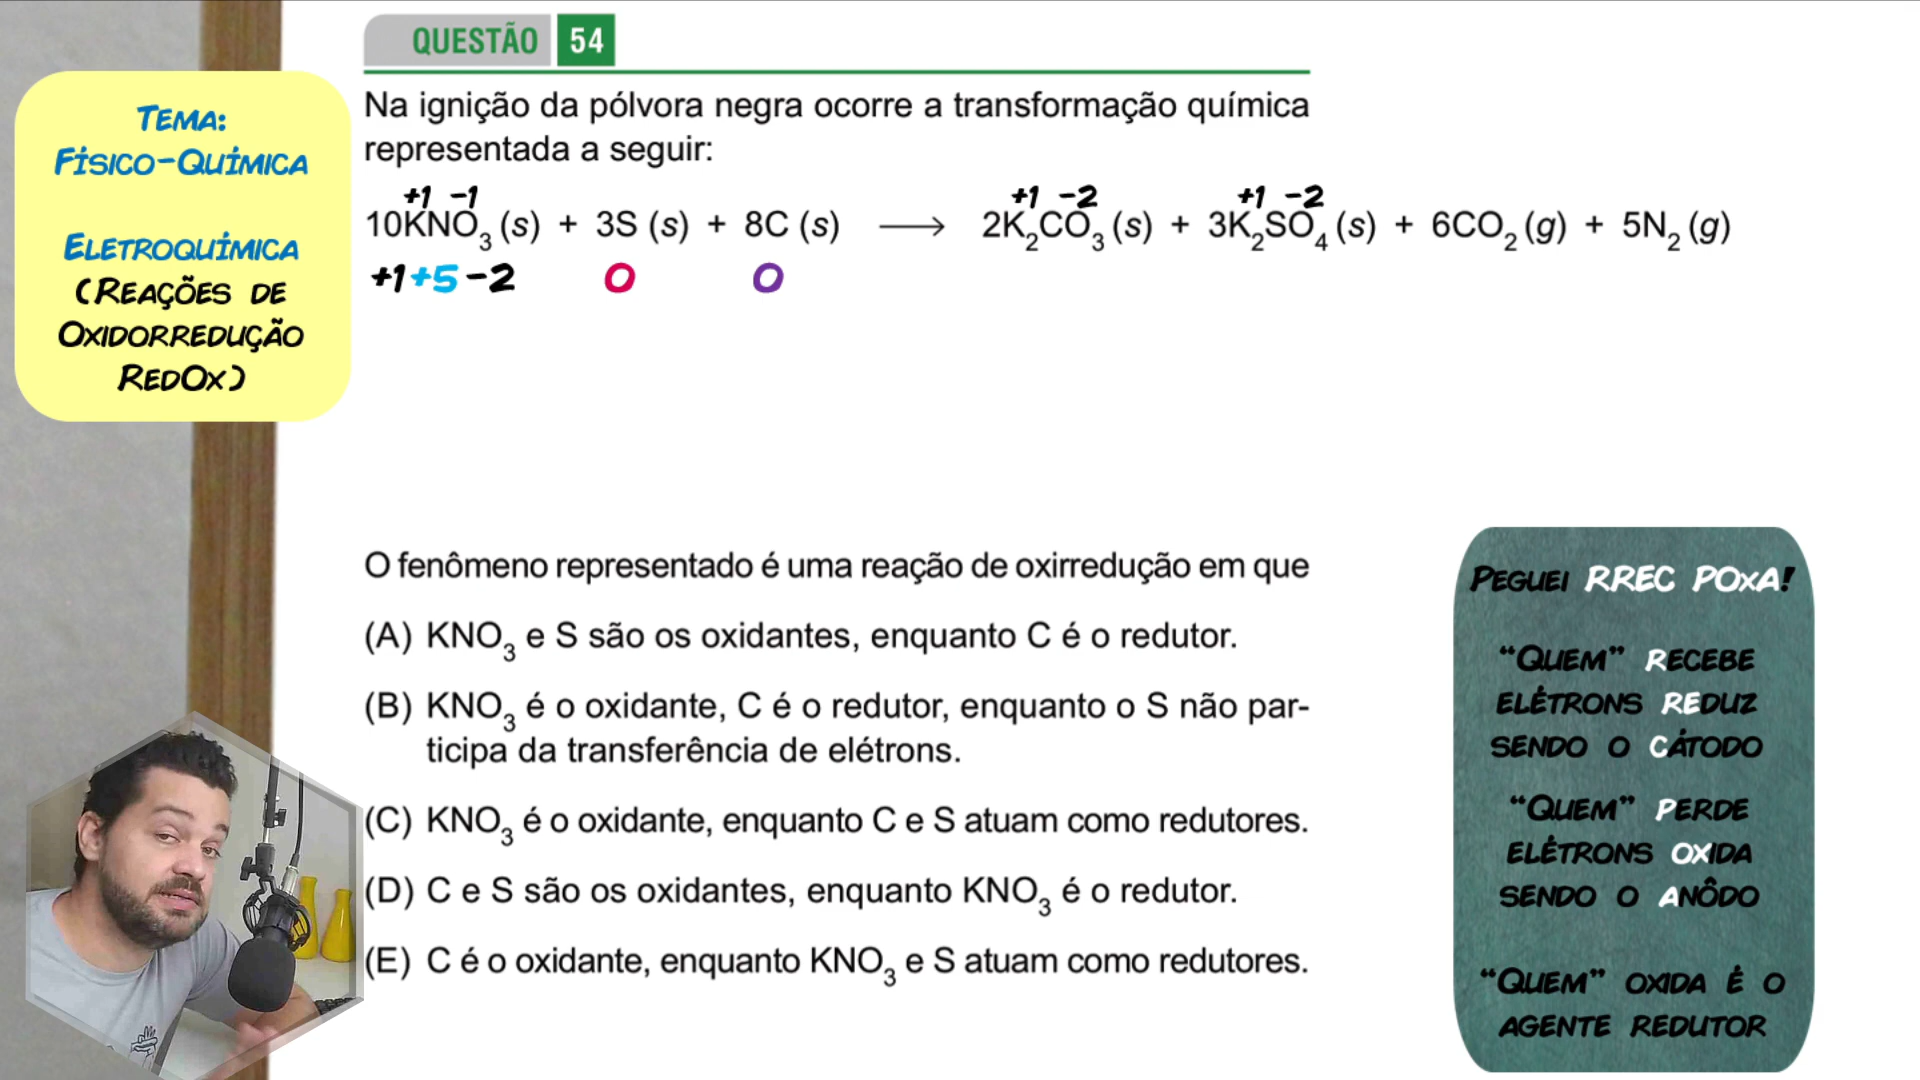 QUESTÃO 54
TEMA:
FÍSICO-QUÍMICA
ELETROQUÍMICA
(REAÇÕES DE
OXIDORREDUÇÃO
REDOX)
Na ignição da pólvora negra ocorre a transformação química
representada a seguir:
+1 -1 +1 -2 +1 -2
10KNO₃ (s) + 3S (s) + 8C (s) ⟶ 2K₂CO₃ (s) + 3K₂SO₄ (s) + 6CO₂ (g) + 5N₂ (g)
+1 +5 -2 0 0
O fenômeno representado é uma reação de oxirredução em que
(A) KNO₃ e S são os oxidantes, enquanto C é o redutor.
(B) KNO₃ é o oxidante, C é o redutor, enquanto o S não par-
ticipa da transferência de elétrons.
(C) KNO₃ é o oxidante, enquanto C e S atuam como redutores.
(D) C e S são os oxidantes, enquanto KNO₃ é o redutor.
(E) C é o oxidante, enquanto KNO₃ e S atuam como redutores.
PEGUEI RREC POXA!
“QUEM” RECEBE
ELÉTRONS REDUZ
SENDO O CÁTODO
“QUEM” PERDE
ELÉTRONS OXIDA
SENDO O ANÔDO
“QUEM” OXIDA É O
AGENTE REDUTOR